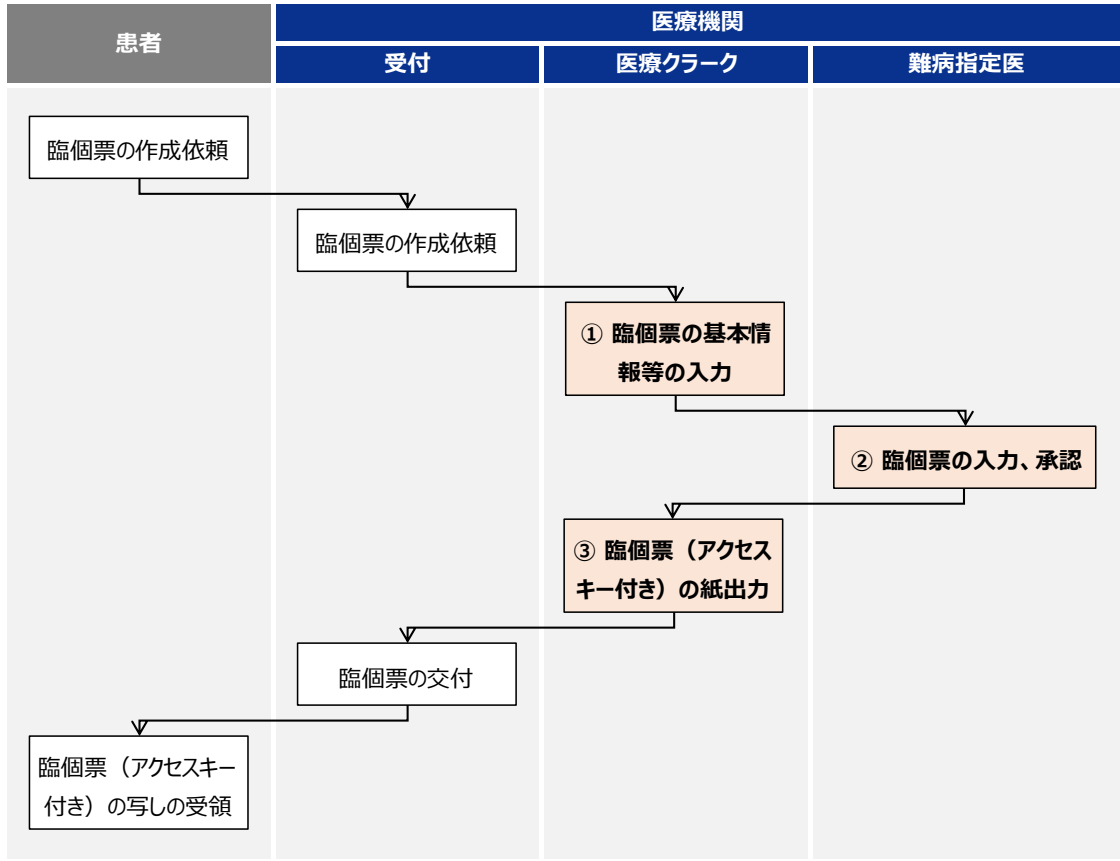 患者
医療機関
受付
医療クラーク
難病指定医
臨個票の作成依頼
臨個票の作成依頼
① 臨個票の基本情
報等の入力
② 臨個票の入力、承認
③ 臨個票（アクセス
キー付き）の紙出力
臨個票の交付
臨個票（アクセスキー
付き）の写しの受領